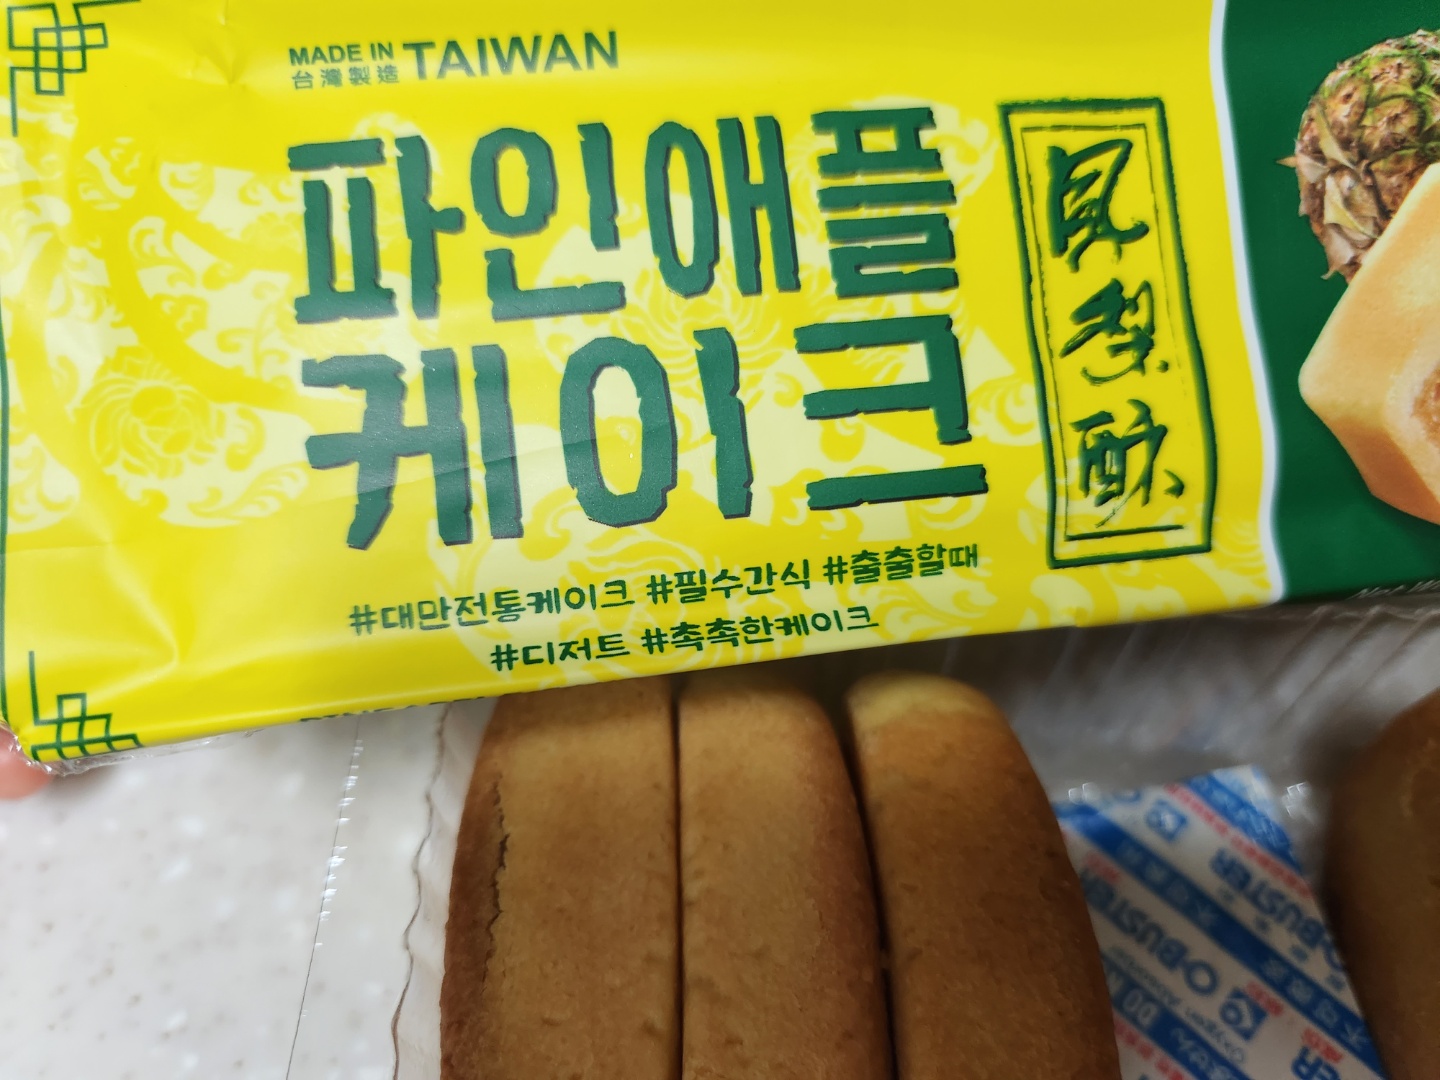 MADE IN
台灣製造
TAIWAN
파인애플
케이크
鳳梨酥
#대만전통케이크 #필수간식 #출출할때
#디저트 #촉촉한케이크
O-BUSTER
O-BUSTER
Oxygen